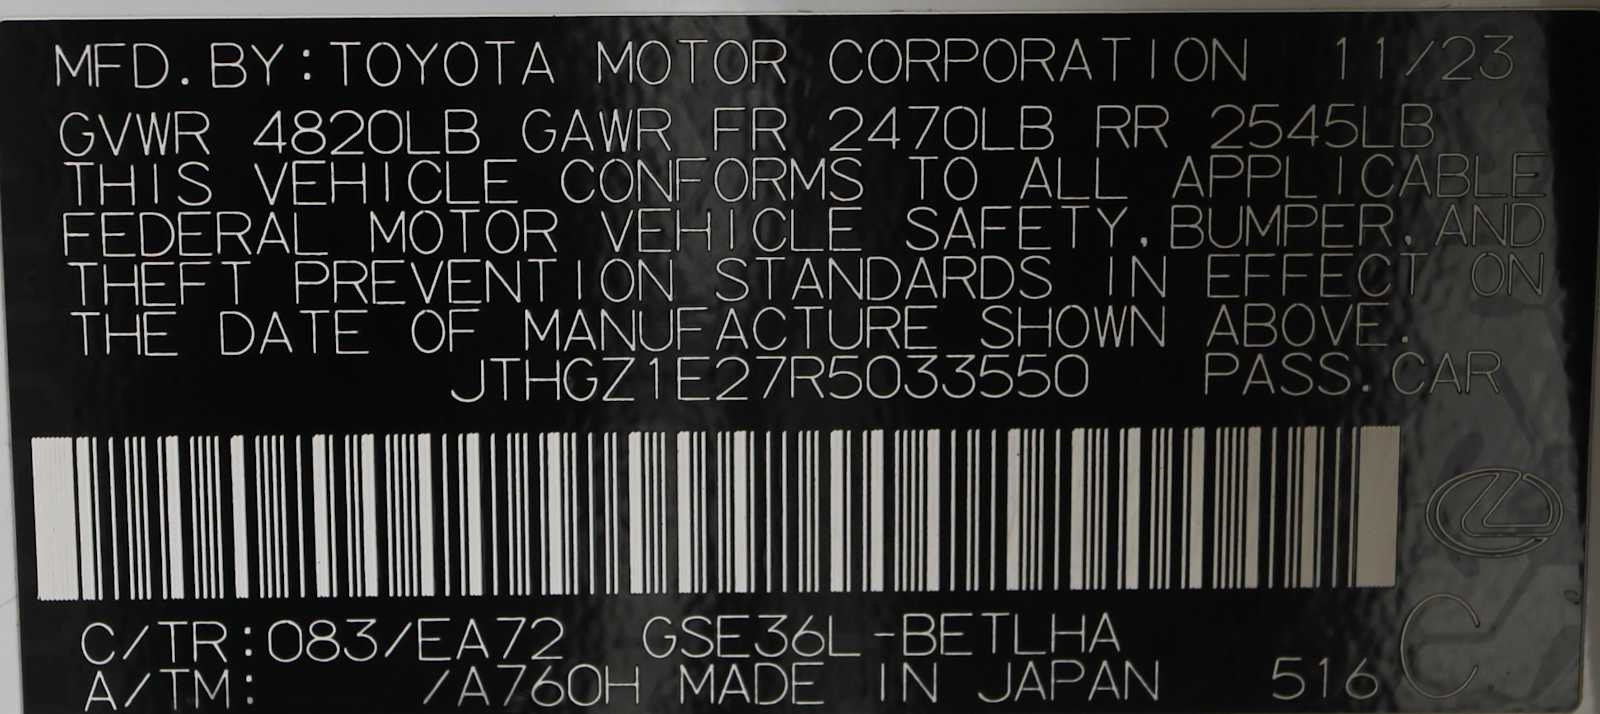 MFD. BY: TOYOTA MOTOR CORPORATION 11/23
GVWR 4820LB GAWR FR 2470LB RR 2545LB
THIS VEHICLE CONFORMS TO ALL APPLICABLE
FEDERAL MOTOR VEHICLE SAFETY, BUMPER, AND
THEFT PREVENTION STANDARDS IN EFFECT ON
THE DATE OF MANUFACTURE SHOWN ABOVE.
JTHGZ1E27R5033550 PASS. CAR
C/TR: 083/EA72 GSE36L-BETLHA
A/TM: /A760H MADE IN JAPAN 516 C